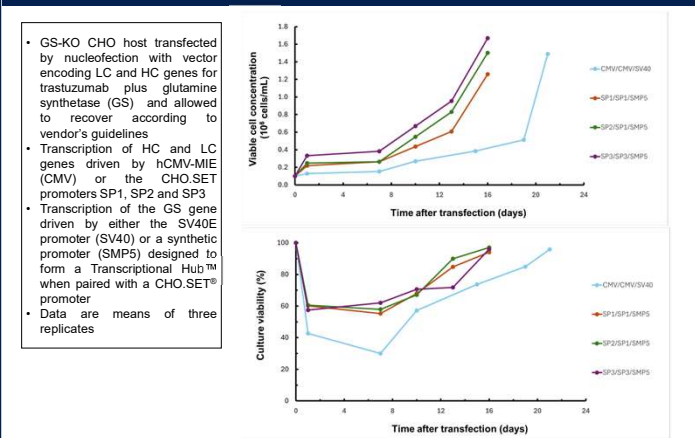 • GS-KO CHO host transfected
by nucleofection with vector
encoding LC and HC genes for
trastuzumab plus glutamine
synthetase (GS) and allowed
to recover according to
vendor's guidelines
• Transcription of HC and LC
genes driven by hCMV-MIE
(CMV) or the CHO.SET
promoters SP1, SP2 and SP3
• Transcription of the GS gene
driven by either the SV40E
promoter (SV40) or a synthetic
promoter (SMP5) designed to
form a Transcriptional Hub™
when paired with a CHO.SET®
promoter
• Data are means of three
replicates
Viable cell concentration
(10⁶ cells/mL)
1.8
1.6
1.4
1.2
1.0
0.8
0.6
0.4
0.2
0.0
0 4 8 12 16 20 24
Time after transfection (days)
CMV/CMV/SV40
SP1/SP1/SMP5
SP2/SP1/SMP5
SP3/SP3/SMP5
Culture viability (%)
100
80
60
40
20
0
0 4 8 12 16 20 24
Time after transfection (days)
CMV/CMV/SV40
SP1/SP1/SMP5
SP2/SP1/SMP5
SP3/SP3/SMP5